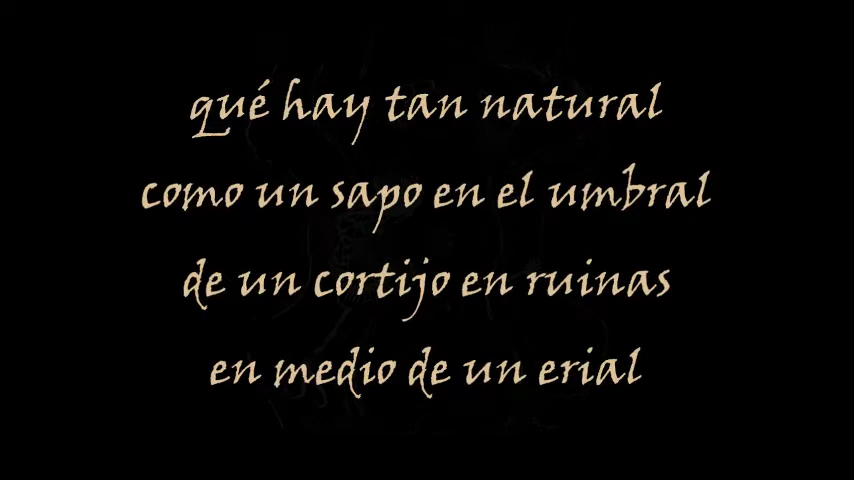 qué hay tan natural
como un sapo en el umbral
de un cortijo en ruinas
en medio de un erial